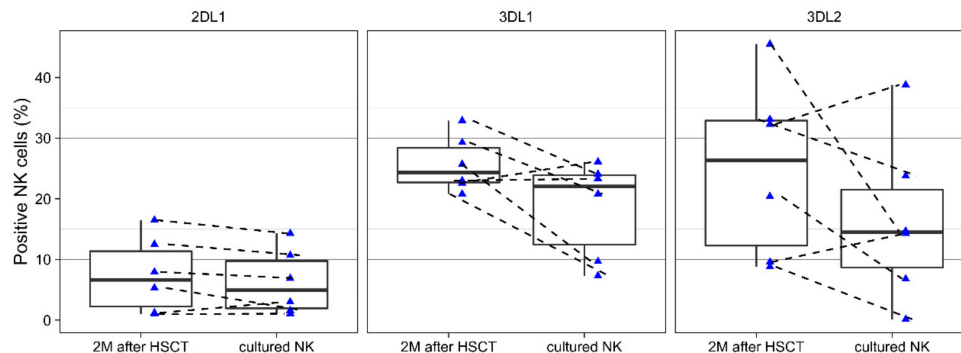 2DL1 3DL1 3DL2
Positive NK cells (%)
40
30
20
10
0
2M after HSCT cultured NK 2M after HSCT cultured NK 2M after HSCT cultured NK